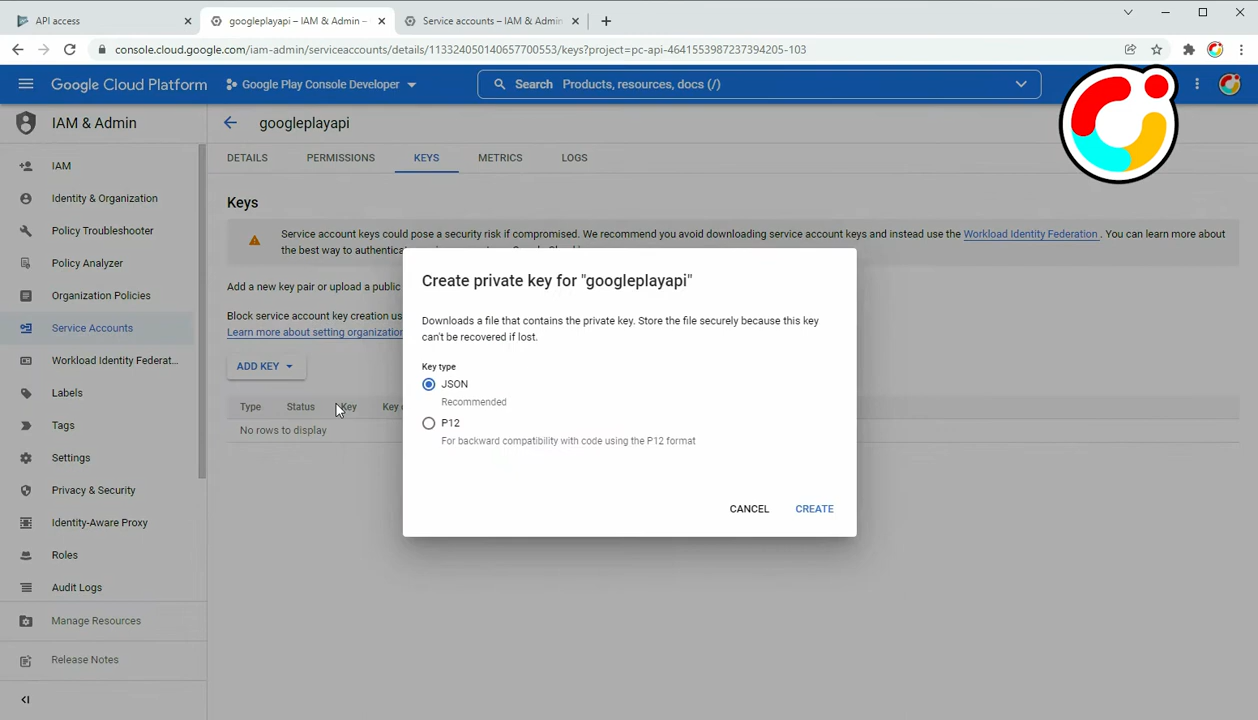 API access
googleplayapi – IAM & Admin –
Service accounts – IAM & Admin
console.cloud.google.com/iam-admin/serviceaccounts/details/113324050140657700553/keys?project=pc-api-4641553987237394205-103
Google Cloud Platform
Google Play Console Developer
Search Products, resources, docs (/)
IAM & Admin
googleplayapi
IAM
Identity & Organization
Policy Troubleshooter
Policy Analyzer
Organization Policies
Service Accounts
Workload Identity Federat...
Labels
Tags
Settings
Privacy & Security
Identity-Aware Proxy
Roles
Audit Logs
Manage Resources
Release Notes
DETAILS PERMISSIONS KEYS METRICS LOGS
Keys
Service account keys could pose a security risk if compromised. We recommend you avoid downloading service account keys and instead use the Workload Identity Federation . You can learn more about
the best way to authenticat
Add a new key pair or upload a public
Block service account key creation us
Learn more about setting organization
ADD KEY
Type Status Key Key
No rows to display
Create private key for "googleplayapi"
Downloads a file that contains the private key. Store the file securely because this key
can't be recovered if lost.
Key type
JSON
Recommended
P12
For backward compatibility with code using the P12 format
CANCEL CREATE